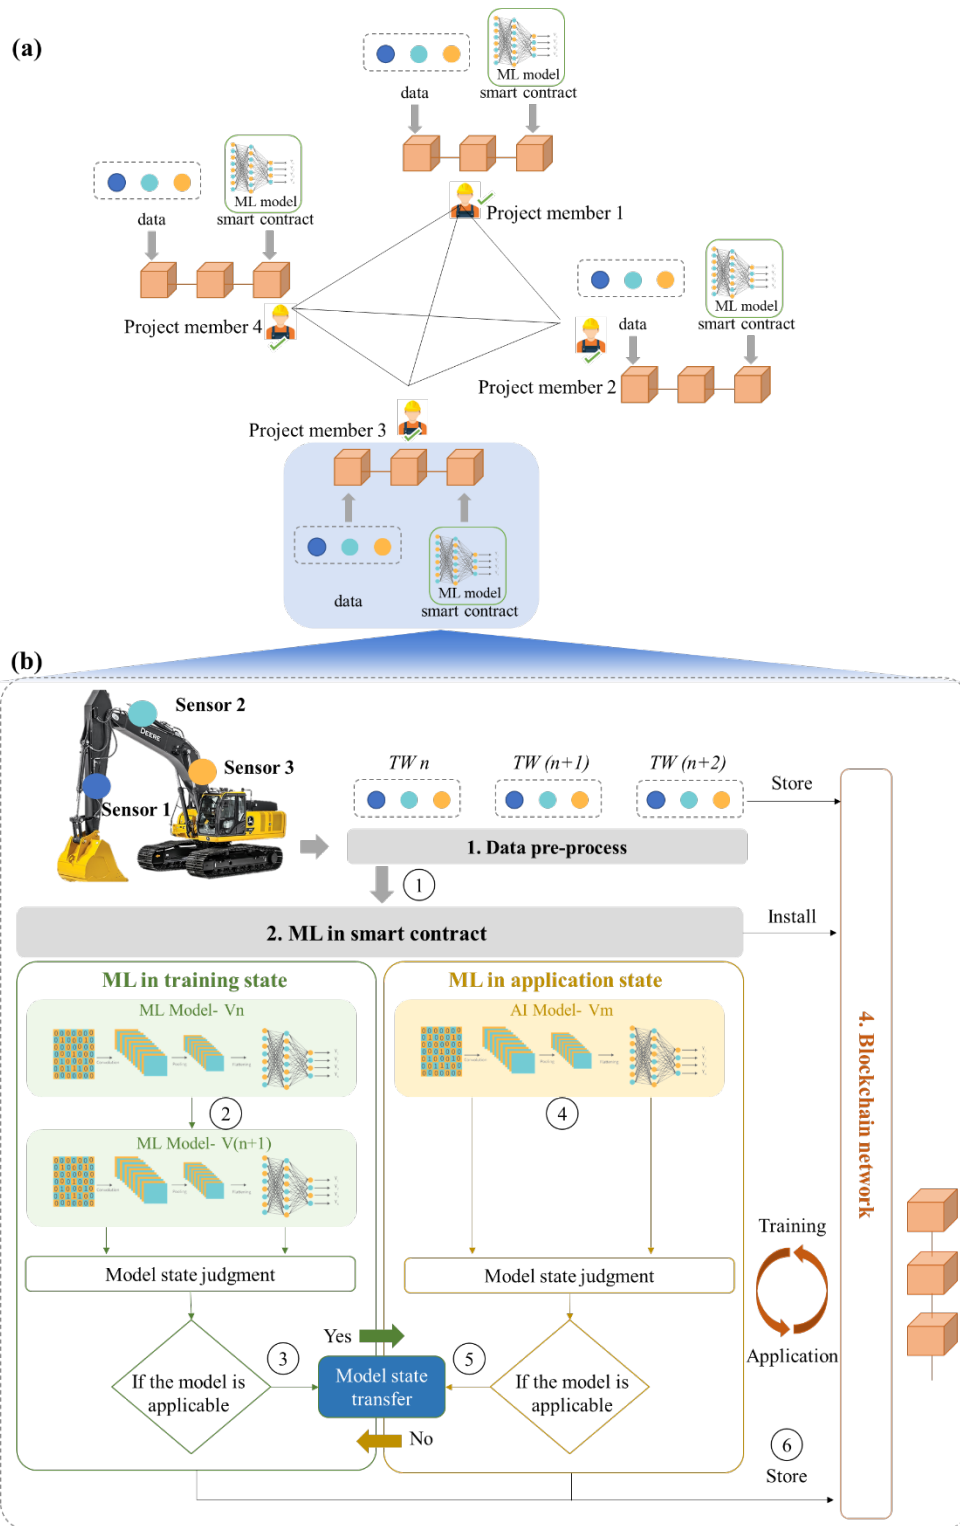 (a)
data
ML model
smart contract
Project member 1
data
ML model
smart contract
Project member 4
data
ML model
smart contract
Project member 2
Project member 3
data
ML model
smart contract
(b)
Sensor 2
DEERE
Sensor 3
Sensor 1
TW n
TW (n+1)
TW (n+2)
Store
1. Data pre-process
1
2. ML in smart contract
Install
ML in training state
ML Model- Vn
2
ML Model- V(n+1)
Model state judgment
If the model is
applicable
3
Yes
Model state
transfer
No
ML in application state
AI Model- Vm
4
Model state judgment
If the model is
applicable
5
Training
Application
6
Store
4. Blockchain network